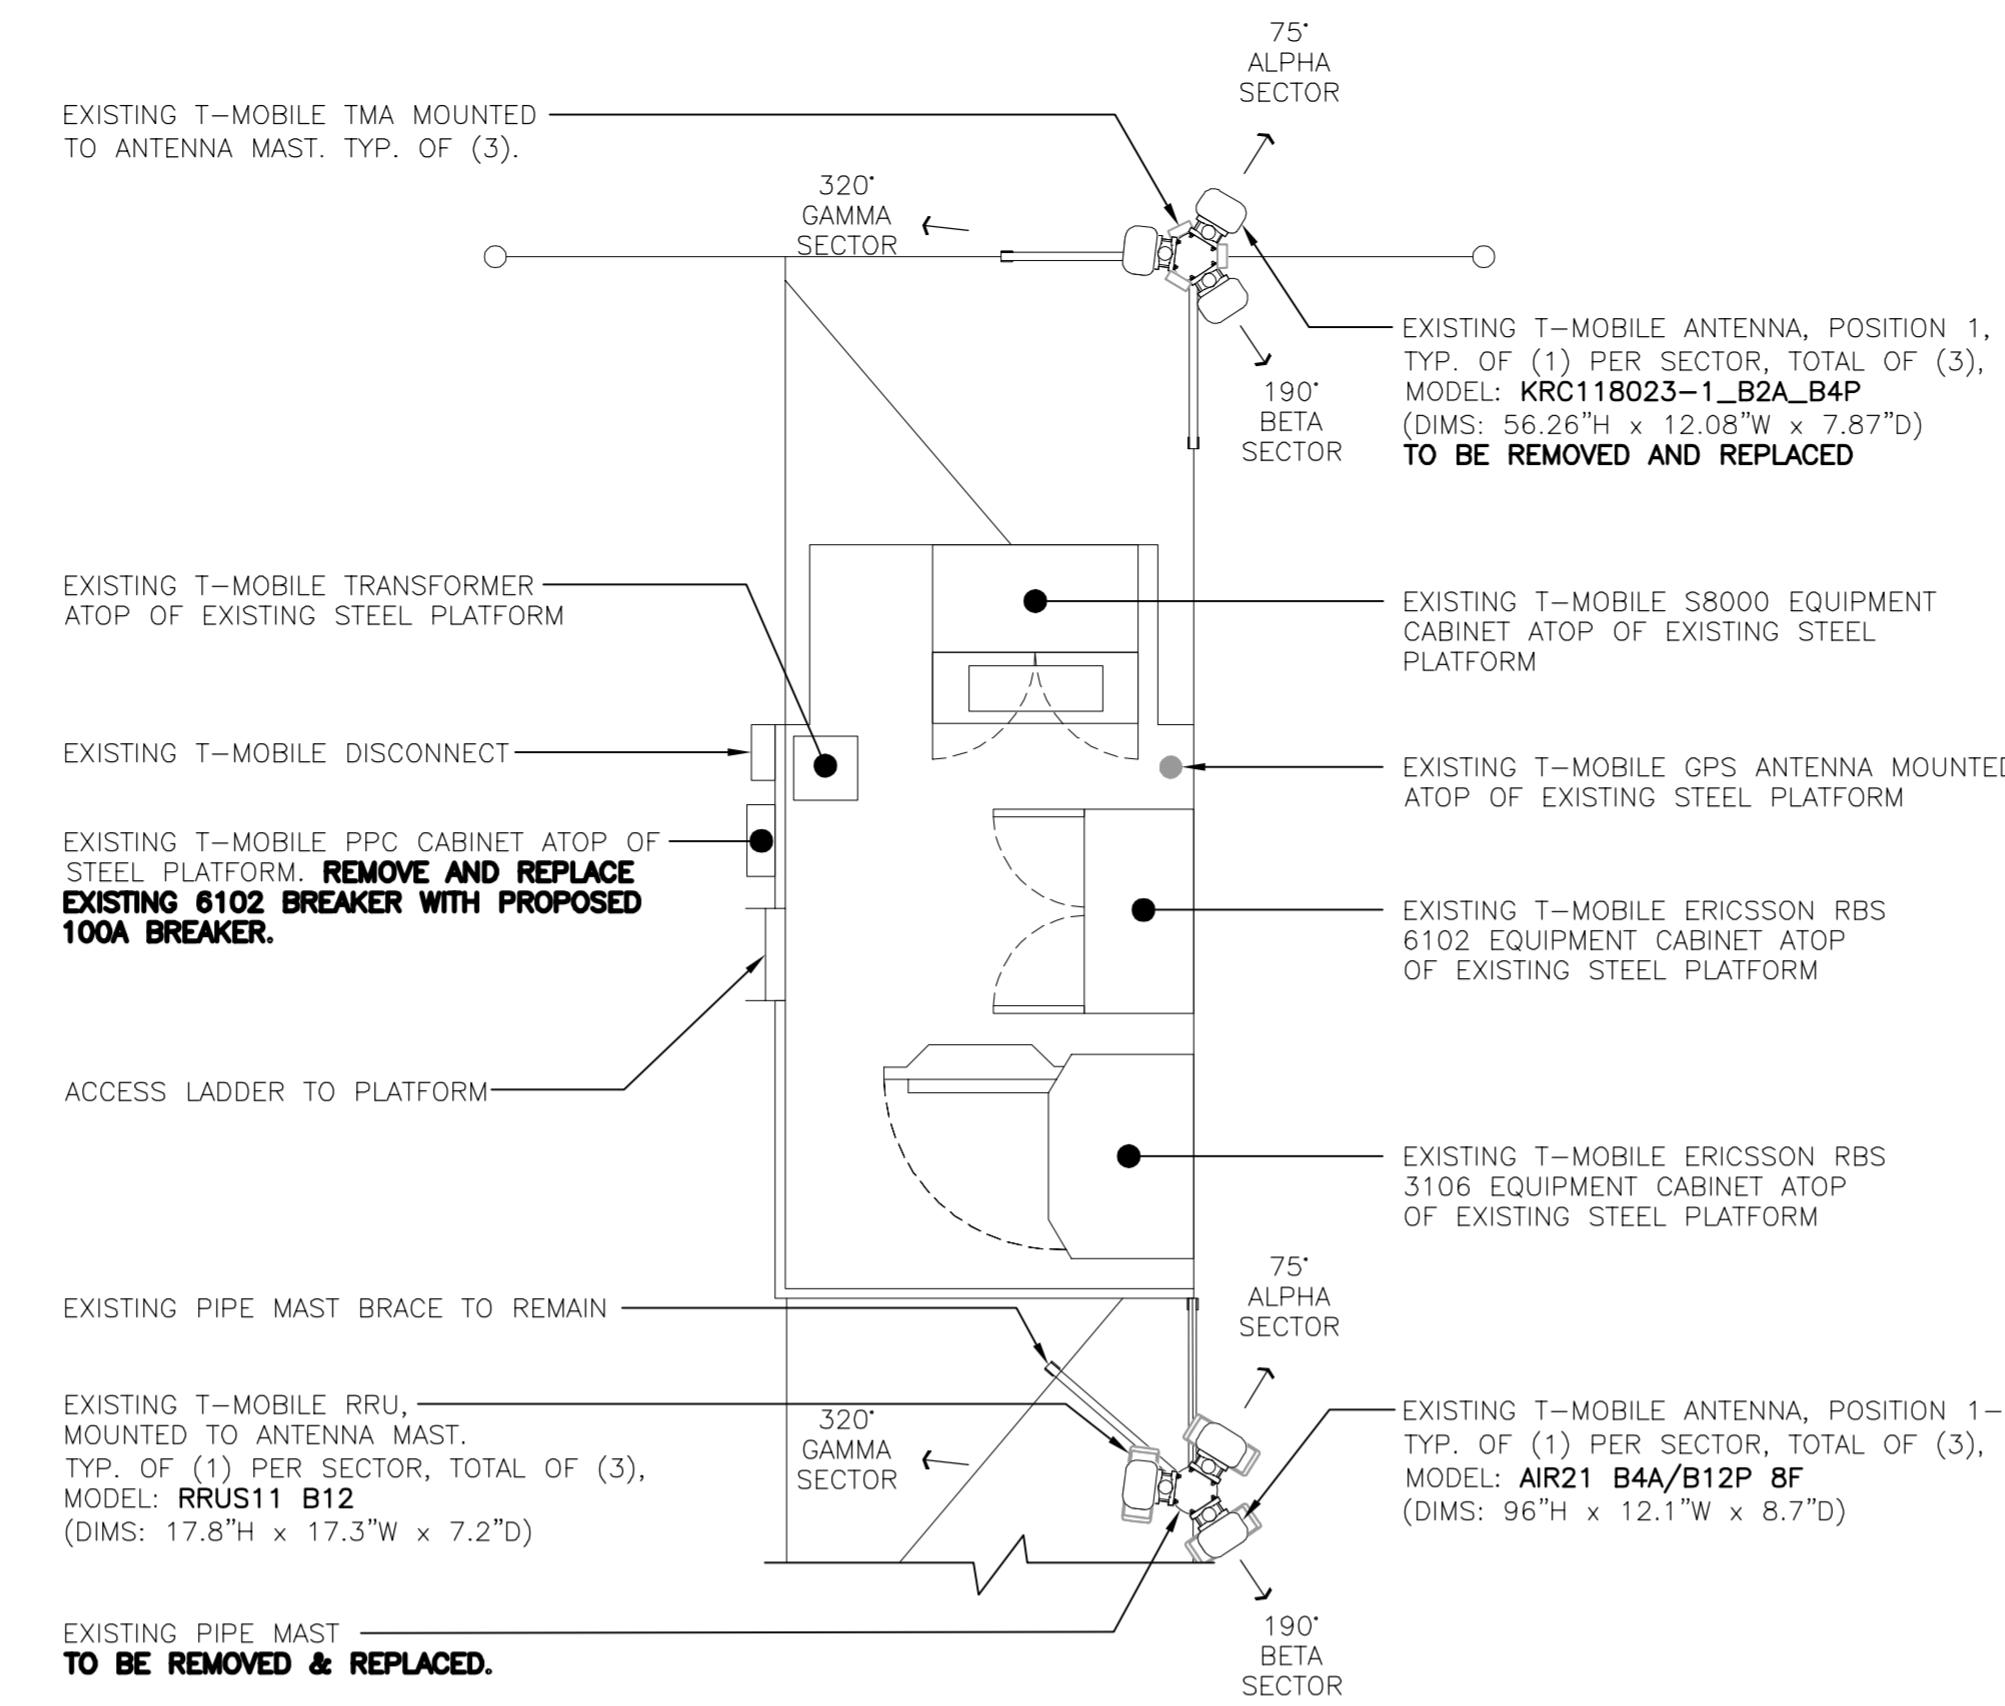 75°
ALPHA
SECTOR
EXISTING T-MOBILE TMA MOUNTED
TO ANTENNA MAST. TYP. OF (3).
320°
GAMMA
SECTOR
190°
BETA
SECTOR
EXISTING T-MOBILE ANTENNA, POSITION 1,
TYP. OF (1) PER SECTOR, TOTAL OF (3),
MODEL: KRC118023-1_B2A_B4P
(DIMS: 56.26"H x 12.08"W x 7.87"D)
TO BE REMOVED AND REPLACED
EXISTING T-MOBILE TRANSFORMER
ATOP OF EXISTING STEEL PLATFORM
EXISTING T-MOBILE S8000 EQUIPMENT
CABINET ATOP OF EXISTING STEEL
PLATFORM
EXISTING T-MOBILE DISCONNECT
EXISTING T-MOBILE GPS ANTENNA MOUNTED
ATOP OF EXISTING STEEL PLATFORM
EXISTING T-MOBILE PPC CABINET ATOP OF
STEEL PLATFORM. REMOVE AND REPLACE
EXISTING 6102 BREAKER WITH PROPOSED
100A BREAKER.
EXISTING T-MOBILE ERICSSON RBS
6102 EQUIPMENT CABINET ATOP
OF EXISTING STEEL PLATFORM
ACCESS LADDER TO PLATFORM
EXISTING T-MOBILE ERICSSON RBS
3106 EQUIPMENT CABINET ATOP
OF EXISTING STEEL PLATFORM
75°
ALPHA
SECTOR
EXISTING PIPE MAST BRACE TO REMAIN
EXISTING T-MOBILE RRU,
MOUNTED TO ANTENNA MAST.
TYP. OF (1) PER SECTOR, TOTAL OF (3),
MODEL: RRUS11 B12
(DIMS: 17.8"H x 17.3"W x 7.2"D)
320°
GAMMA
SECTOR
EXISTING T-MOBILE ANTENNA, POSITION 1-
TYP. OF (1) PER SECTOR, TOTAL OF (3),
MODEL: AIR21 B4A/B12P 8F
(DIMS: 96"H x 12.1"W x 8.7"D)
EXISTING PIPE MAST
TO BE REMOVED & REPLACED.
190°
BETA
SECTOR